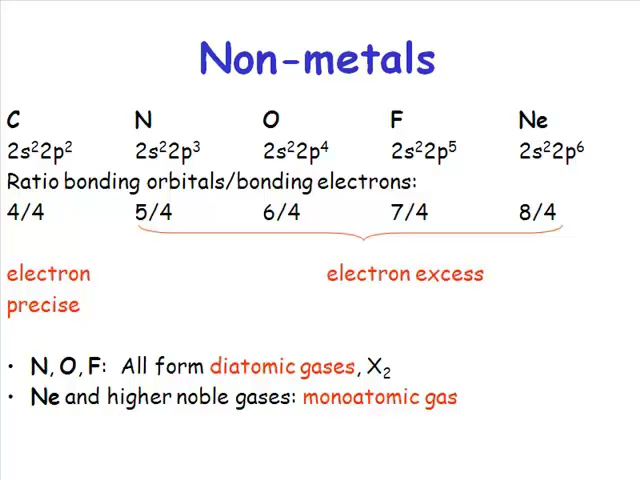 Non-metals
C N O F Ne
2s²2p² 2s²2p³ 2s²2p⁴ 2s²2p⁵ 2s²2p⁶
Ratio bonding orbitals/bonding electrons:
4/4 5/4 6/4 7/4 8/4
electron electron excess
precise
• N, O, F: All form diatomic gases, X₂
• Ne and higher noble gases: monoatomic gas